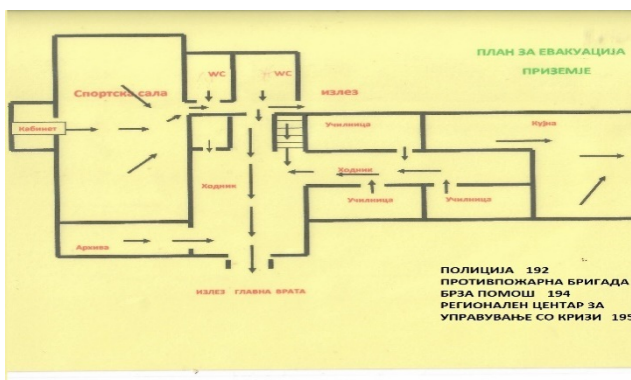 ПЛАН ЗА ЕВАКУАЦИЈА
ПРИЗЕМЈЕ
WC
WC
Спортска сала
излез
Кабинет
Училница
Кујна
Ходник
Ходник
Училница
Училница
Архива
ИЗЛЕЗ ГЛАВНА ВРАТА
ПОЛИЦИЈА 192
ПРОТИВПОЖАРНА БРИГАДА
БРЗА ПОМОШ 194
РЕГИОНАЛЕН ЦЕНТАР ЗА
УПРАВУВАЊЕ СО КРИЗИ 195